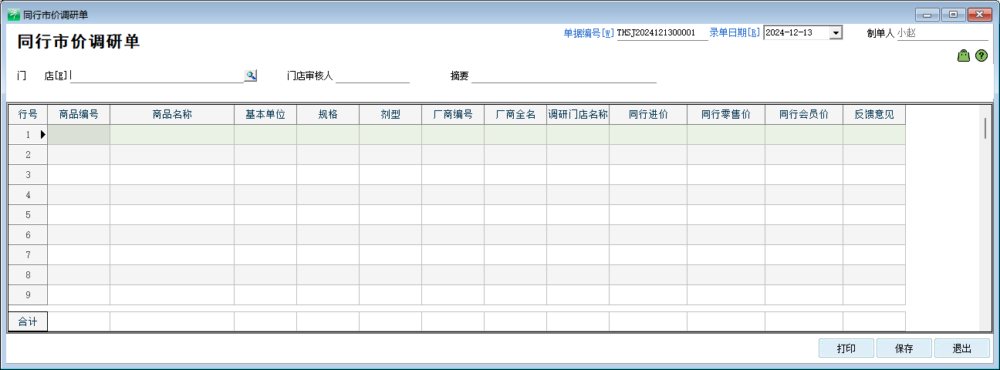 同行市价调研单
同行市价调研单
单据编号[W] THSJ2024121300001 录单日期[R] 2024-12-13 制单人 小赵
门 店[E] 门店审核人 摘要
行号 商品编号 商品名称 基本单位 规格 剂型 厂商编号 厂商全名 调研门店名称 同行进价 同行零售价 同行会员价 反馈意见
1
2
3
4
5
6
7
8
9
合计
打印 保存 退出